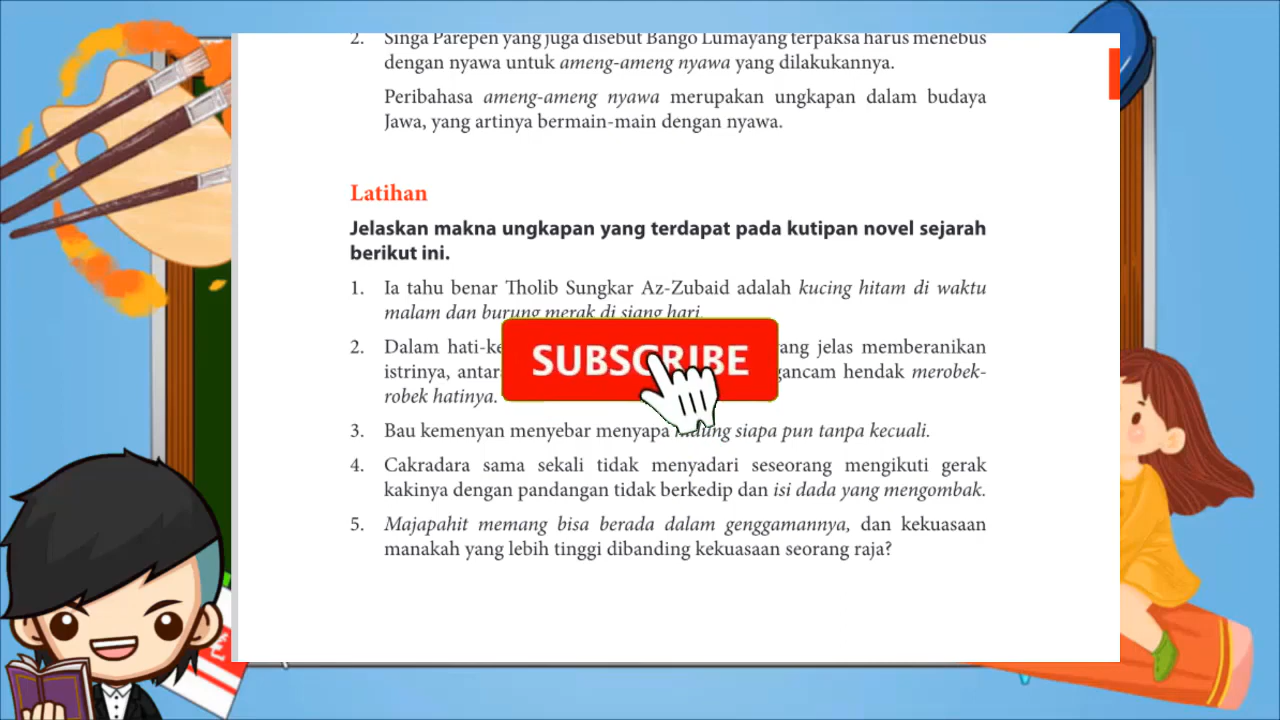 2. Singa Parepen yang juga disebut Bango Lumayang terpaksa harus menebus
dengan nyawa untuk ameng-ameng nyawa yang dilakukannya.
Peribahasa ameng-ameng nyawa merupakan ungkapan dalam budaya
Jawa, yang artinya bermain-main dengan nyawa.
Latihan
Jelaskan makna ungkapan yang terdapat pada kutipan novel sejarah
berikut ini.
1. Ia tahu benar Tholib Sungkar Az-Zubaid adalah kucing hitam di waktu
malam dan burung merak di siang hari.
2. Dalam jelas memberanikan
istrinya, hendak merobek-
robek hatinya.
SUBSCRIBE
3. Bau kemenyan menyebar menyapa siapa pun tanpa kecuali.
4. Cakradara sama sekali tidak menyadari seseorang mengikuti gerak
kakinya dengan pandangan tidak berkedip dan isi dada yang mengombak.
5. Majapahit memang bisa berada dalam genggamannya, dan kekuasaan
manakah yang lebih tinggi dibanding kekuasaan seorang raja?